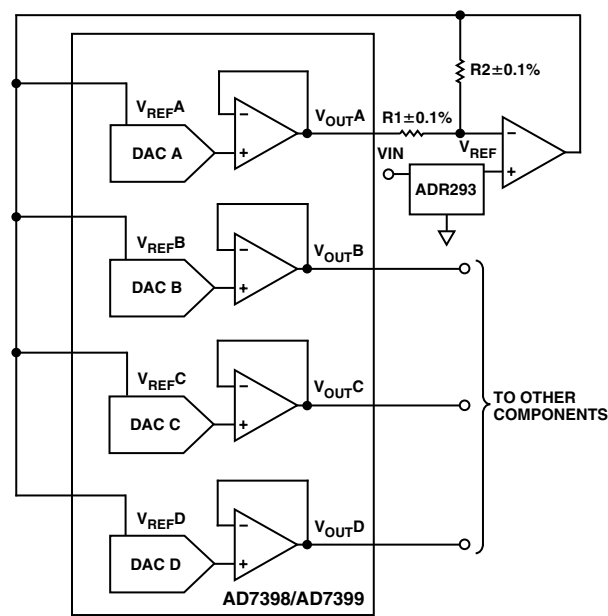 R2±0.1%
VREFA
VOUTA
R1±0.1%
DAC A
VREF
VIN
ADR293
VREFB
VOUTB
DAC B
VREFC
VOUTC
DAC C
TO OTHER
COMPONENTS
VREFD
VOUTD
DAC D
AD7398/AD7399
− +
− +
− +
− +
− +